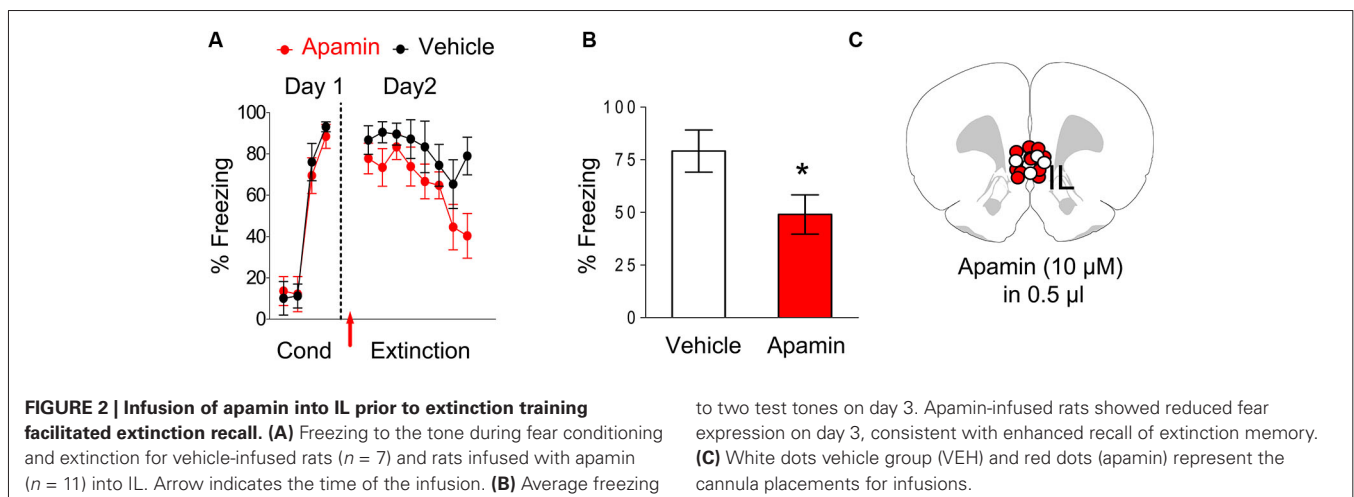 A
Apamin Vehicle
Day 1 Day2
100
80
60
40
20
0
% Freezing
Cond Extinction
B
100
75
50
25
0
% Freezing
*
Vehicle Apamin
C
IL
Apamin (10 µM)
in 0.5 µl
FIGURE 2 | Infusion of apamin into IL prior to extinction training
facilitated extinction recall. (A) Freezing to the tone during fear conditioning
and extinction for vehicle-infused rats (n = 7) and rats infused with apamin
(n = 11) into IL. Arrow indicates the time of the infusion. (B) Average freezing
to two test tones on day 3. Apamin-infused rats showed reduced fear
expression on day 3, consistent with enhanced recall of extinction memory.
(C) White dots vehicle group (VEH) and red dots (apamin) represent the
cannula placements for infusions.